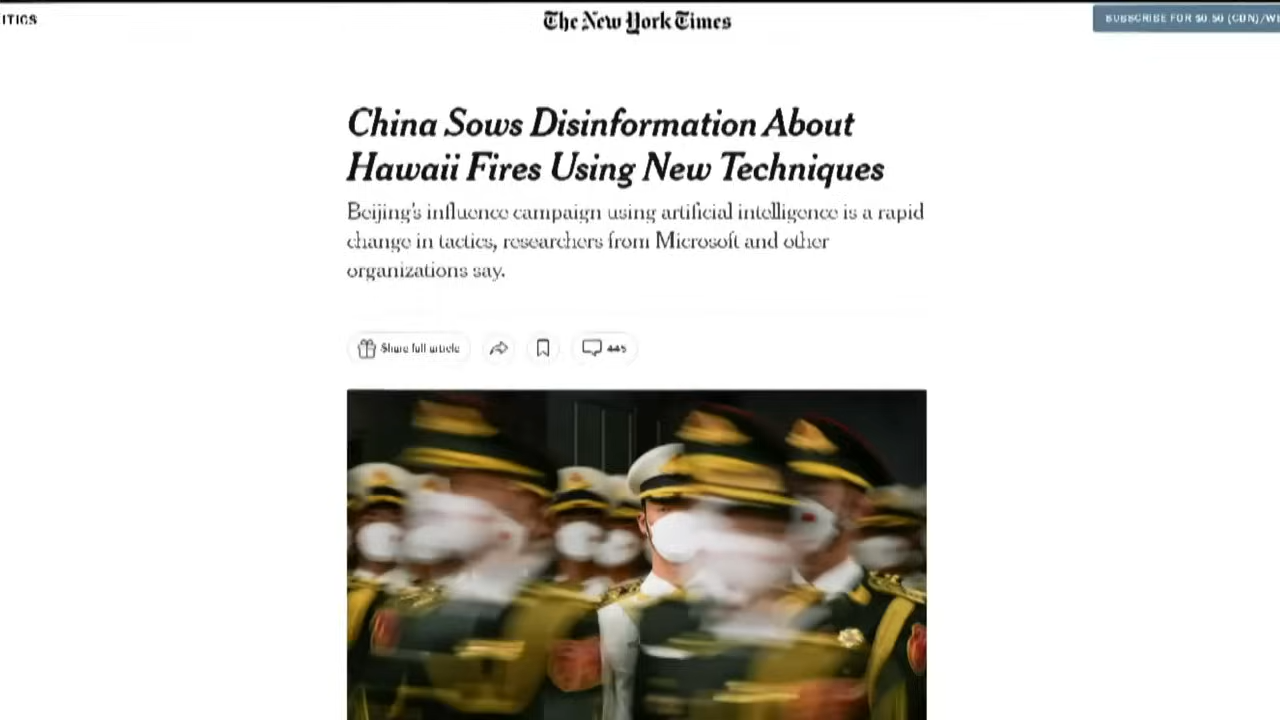 ITICS
The New York Times
SUBSCRIBE FOR $0.50 (CDN)/WE
China Sows Disinformation About
Hawaii Fires Using New Techniques
Beijing's influence campaign using artificial intelligence is a rapid
change in tactics, researchers from Microsoft and other
organizations say.
Share full article
445